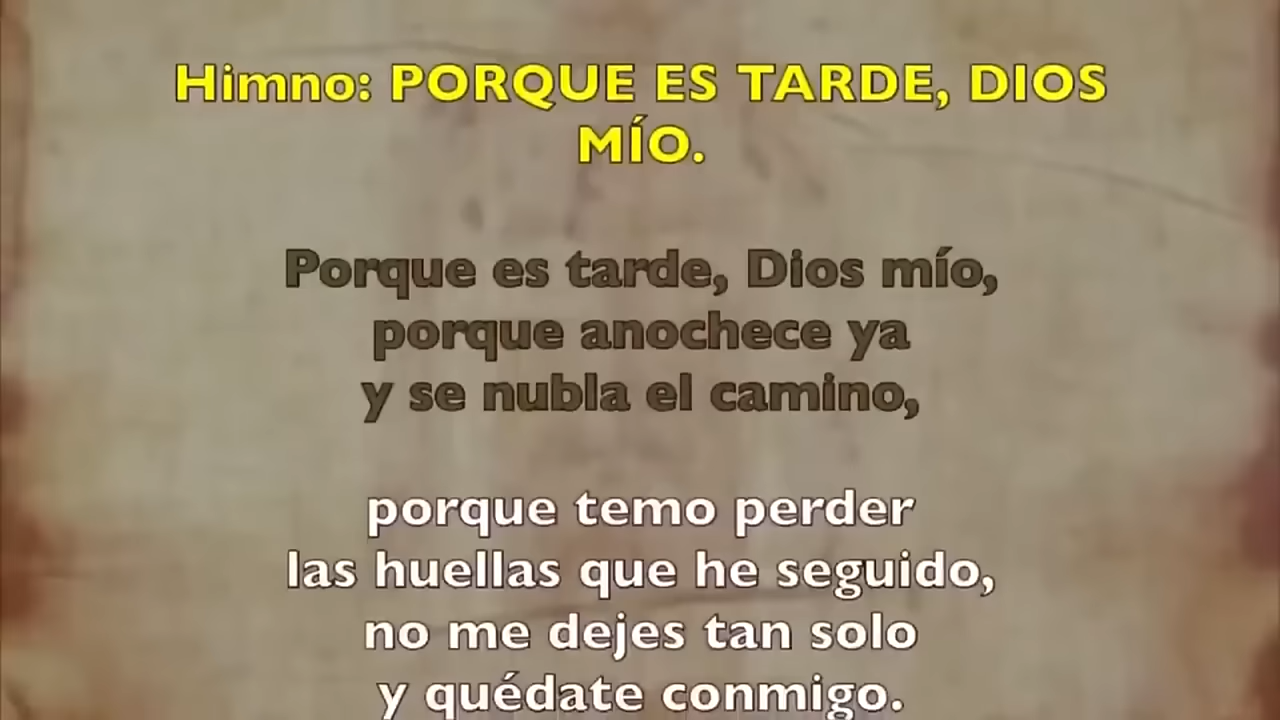 Himno: PORQUE ES TARDE, DIOS
MÍO.
Porque es tarde, Dios mío,
porque anochece ya
y se nubla el camino,
porque temo perder
las huellas que he seguido,
no me dejes tan solo
y quédate conmigo.